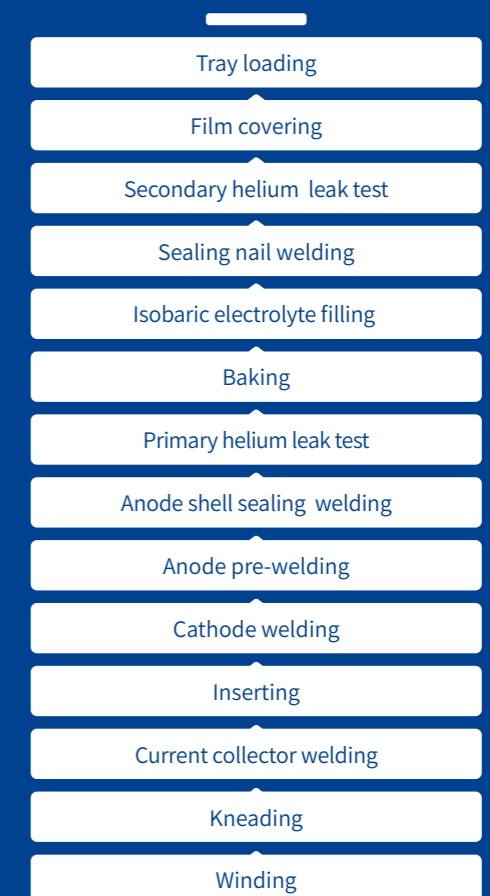 Tray loading
Film covering
Secondary helium leak test
Sealing nail welding
Isobaric electrolyte filling
Baking
Primary helium leak test
Anode shell sealing welding
Anode pre-welding
Cathode welding
Inserting
Current collector welding
Kneading
Winding